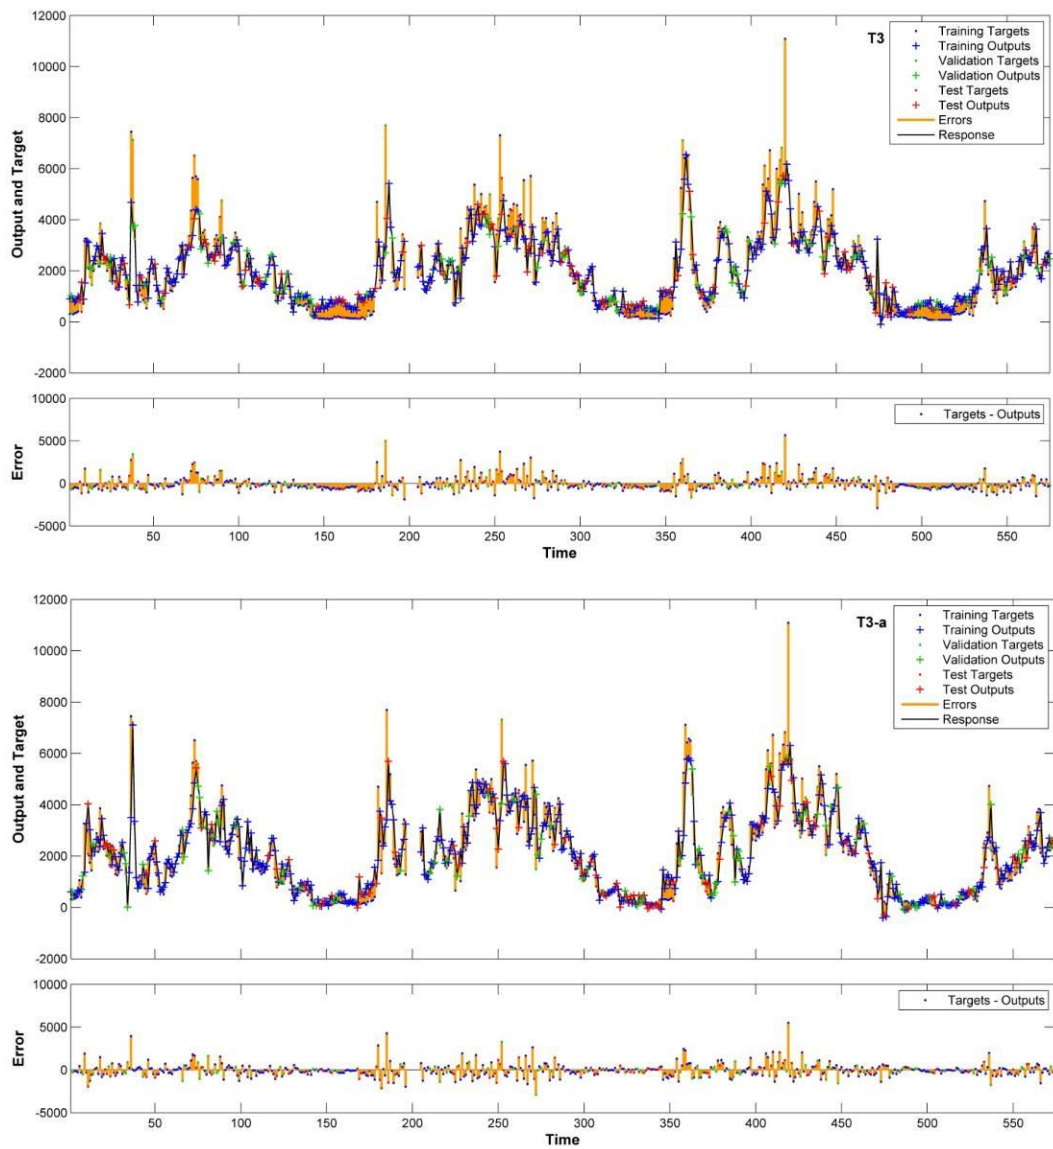 12000
10000
8000
6000
4000
2000
0
-2000
Output and Target
T3
Training Targets
Training Outputs
Validation Targets
Validation Outputs
Test Targets
Test Outputs
Errors
Response
10000
5000
0
-5000
Error
Targets - Outputs
50 100 150 200 250 300 350 400 450 500 550
Time
12000
10000
8000
6000
4000
2000
0
-2000
Output and Target
T3-a
Training Targets
Training Outputs
Validation Targets
Validation Outputs
Test Targets
Test Outputs
Errors
Response
10000
5000
0
-5000
Error
Targets - Outputs
50 100 150 200 250 300 350 400 450 500 550
Time